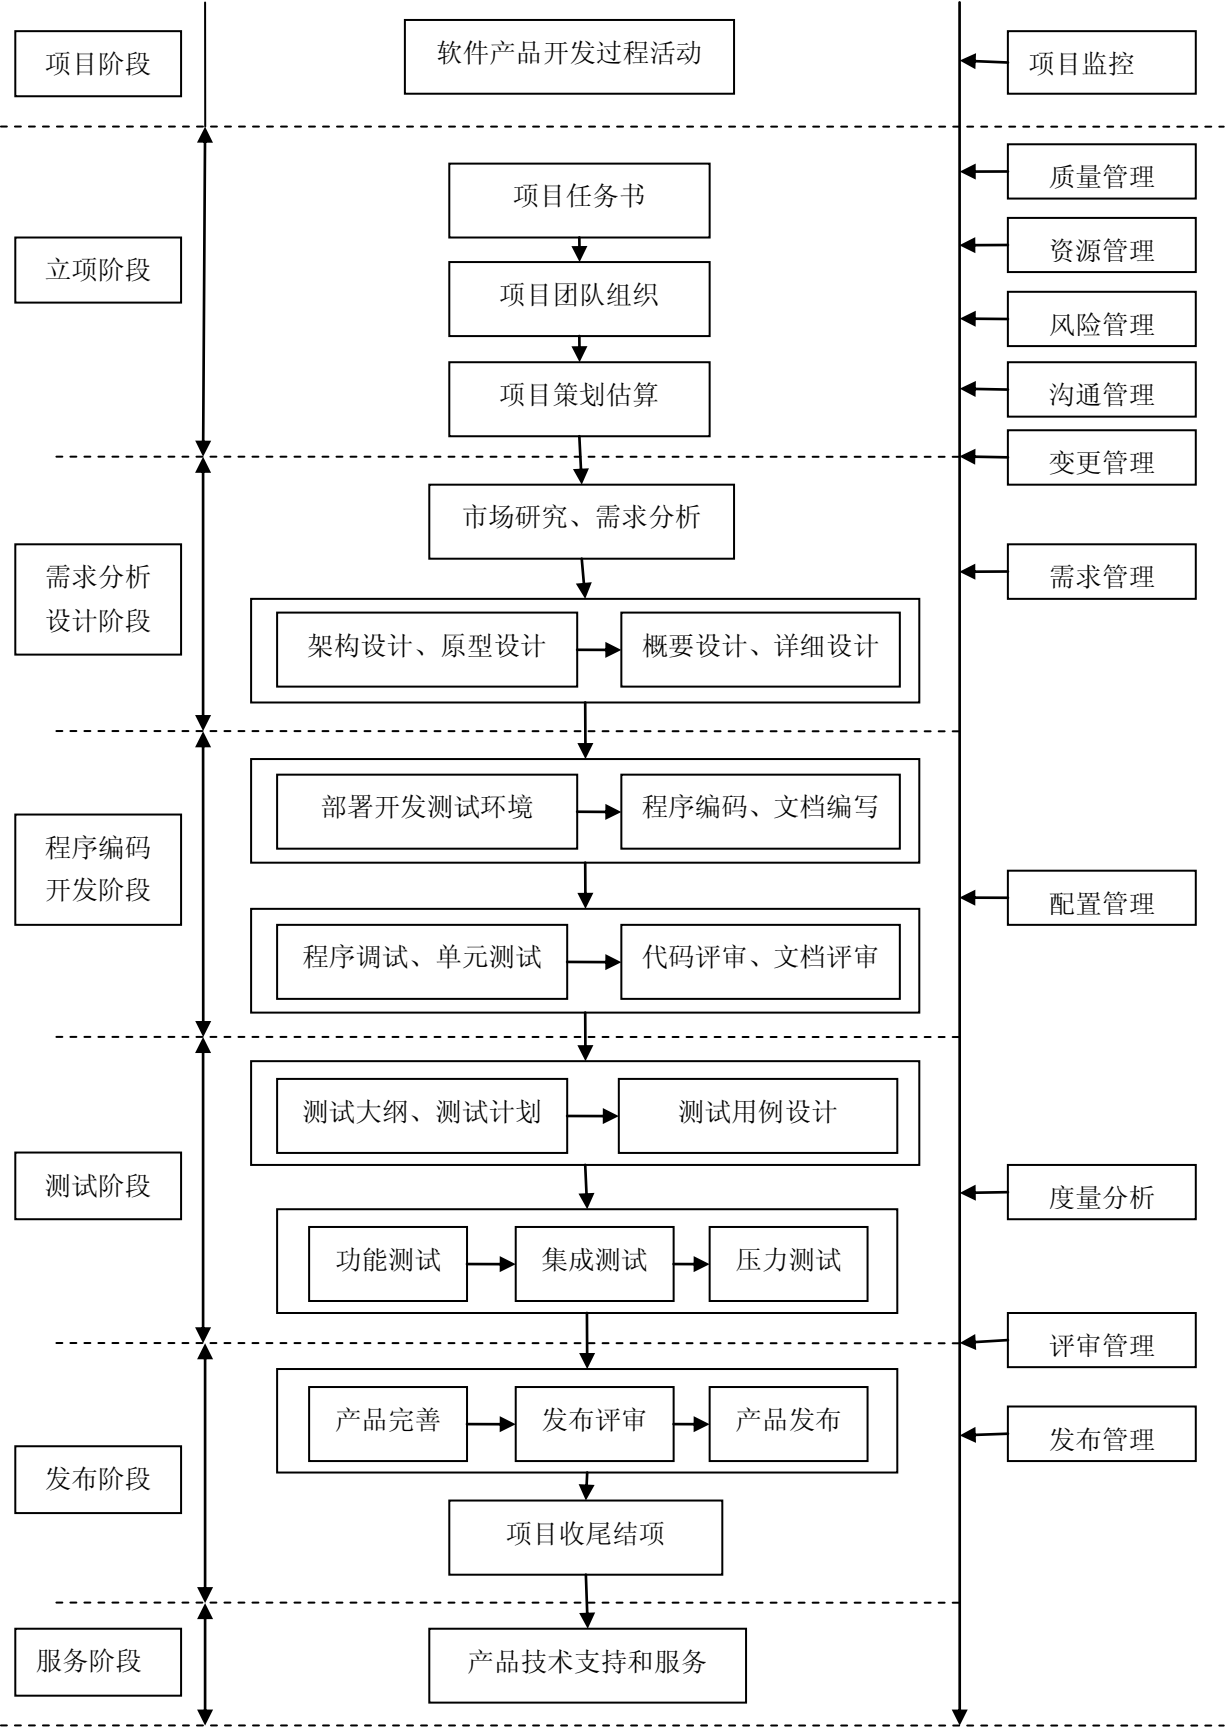 项目阶段
软件产品开发过程活动
项目监控
质量管理
项目任务书
资源管理
立项阶段
项目团队组织
风险管理
项目策划估算
沟通管理
变更管理
市场研究、需求分析
需求分析
设计阶段
需求管理
架构设计、原型设计
概要设计、详细设计
部署开发测试环境
程序编码、文档编写
程序编码
开发阶段
配置管理
程序调试、单元测试
代码评审、文档评审
测试大纲、测试计划
测试用例设计
测试阶段
度量分析
功能测试
集成测试
压力测试
评审管理
产品完善
发布评审
产品发布
发布管理
发布阶段
项目收尾结项
服务阶段
产品技术支持和服务